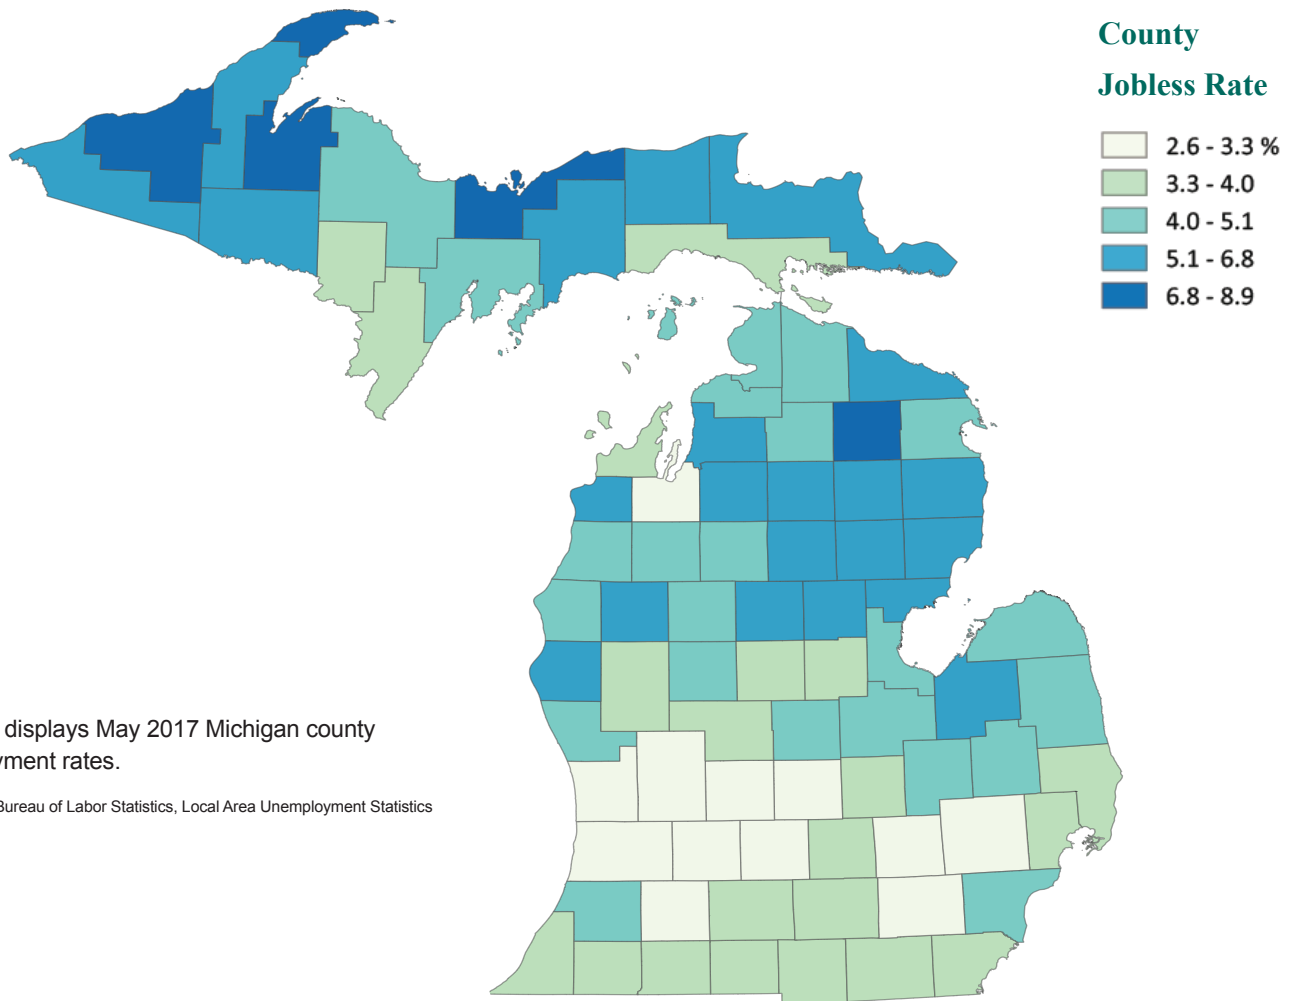 County
Jobless Rate
2.6 - 3.3 %
3.3 - 4.0
4.0 - 5.1
5.1 - 6.8
6.8 - 8.9
displays May 2017 Michigan county
yment rates.
Bureau of Labor Statistics, Local Area Unemployment Statistics